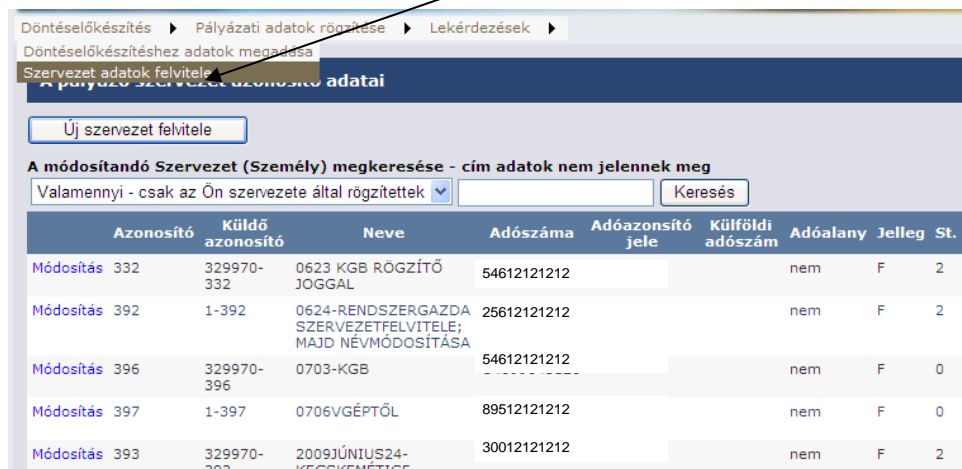 Döntéselőkészítés ▶ Pályázati adatok rögzítése ▶ Lekérdezések ▶
Döntéselőkészítéshez adatok megadása
Szervezet adatok felvitele
A pályázó szervezet azonosító adatai
Új szervezet felvitele
A módosítandó Szervezet (Személy) megkeresése - cím adatok nem jelennek meg
Valamennyi - csak az Ön szervezete által rögzítettek Keresés
Azonosító Küldő azonosító Neve Adószáma Adóazonsító jele Külföldi adószám Adóalany Jelleg St.
Módosítás 332 329970- 0623 KGB RÖGZÍTŐ 54612121212 nem F 2
332 JOGGAL
Módosítás 392 1-392 0624-RENDSZERGAZDA 25612121212 nem F 2
SZERVEZETFELVITELE;
MAJD NÉVMÓDOSÍTÁSA
Módosítás 396 329970- 0703-KGB 54612121212 nem F 0
396
Módosítás 397 1-397 0706VGÉPTŐL 89512121212 nem F 0
Módosítás 393 329970- 2009JÚNIUS24- 30012121212 nem F 2